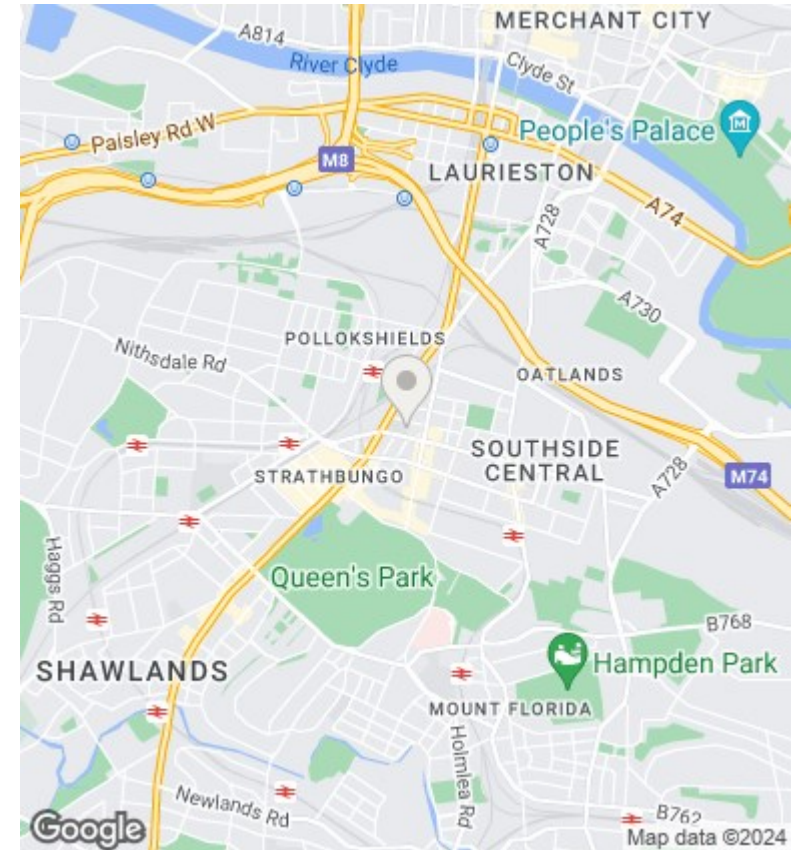 MERCHANT CITY
A814
River Clyde
Clyde St
Paisley Rd W
People's Palace
M8
LAURIESTON
A728
A74
A730
POLLOKSHIELDS
Nithsdale Rd
OATLANDS
SOUTHSIDE
CENTRAL
STRATHBUNGO
A728
M74
Haggs Rd
Queen's Park
B768
Hampden Park
SHAWLANDS
MOUNT FLORIDA
Holmlea Rd
Newlands Rd
B762
Google
Map data ©2024